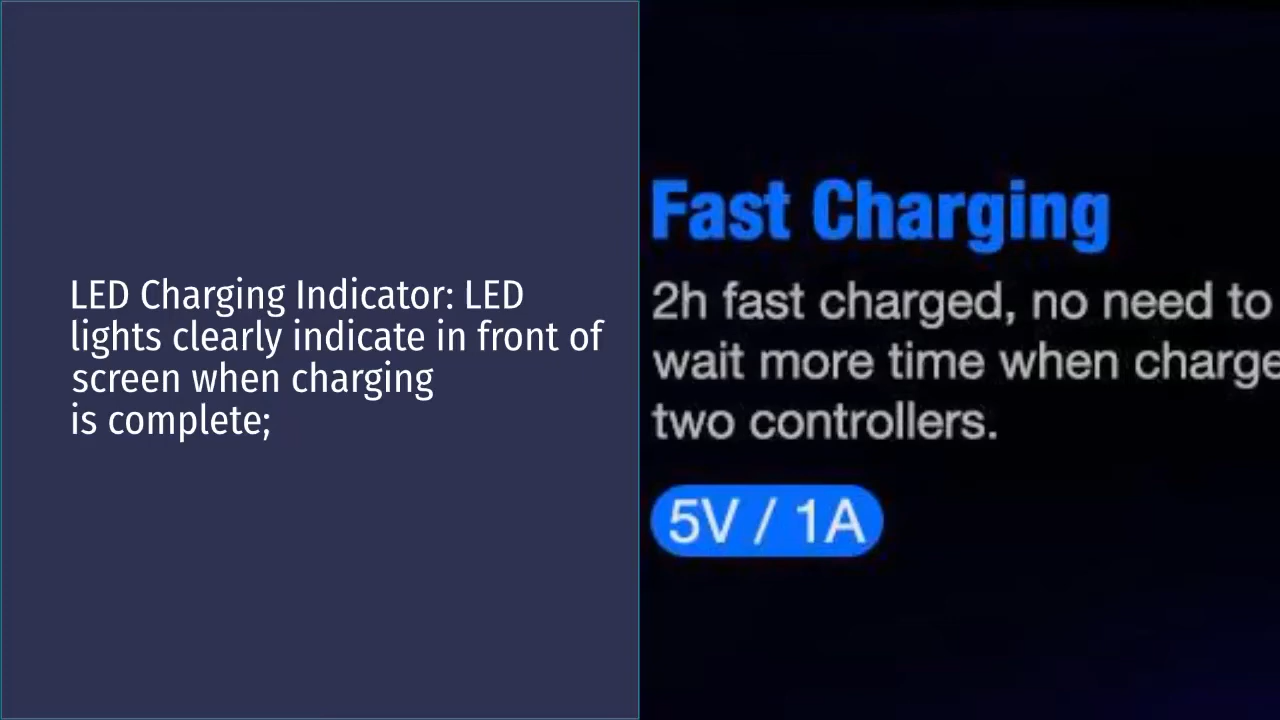 LED Charging Indicator: LED
lights clearly indicate in front of
screen when charging
is complete;
Fast Charging
2h fast charged, no need to
wait more time when charge
two controllers.
5V / 1A